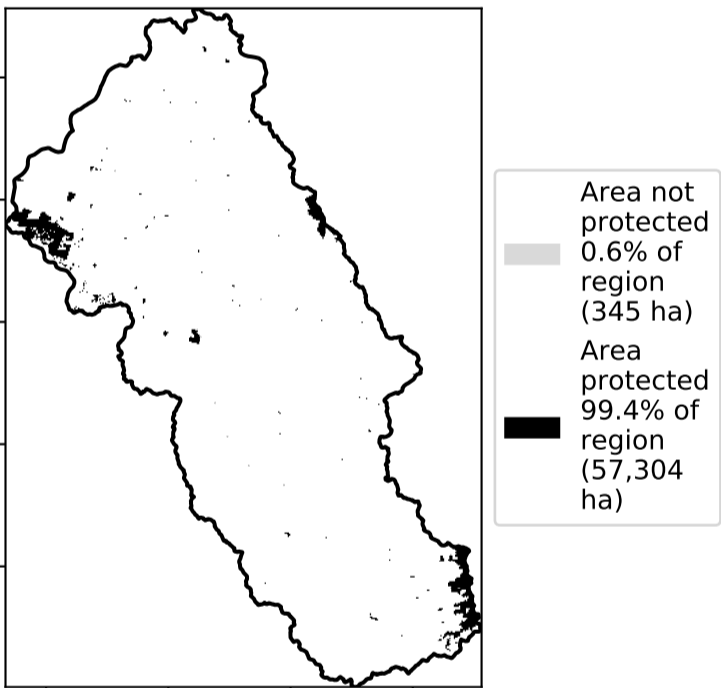 Area not
protected
0.6% of
region
(345 ha)
Area
protected
99.4% of
region
(57,304
ha)